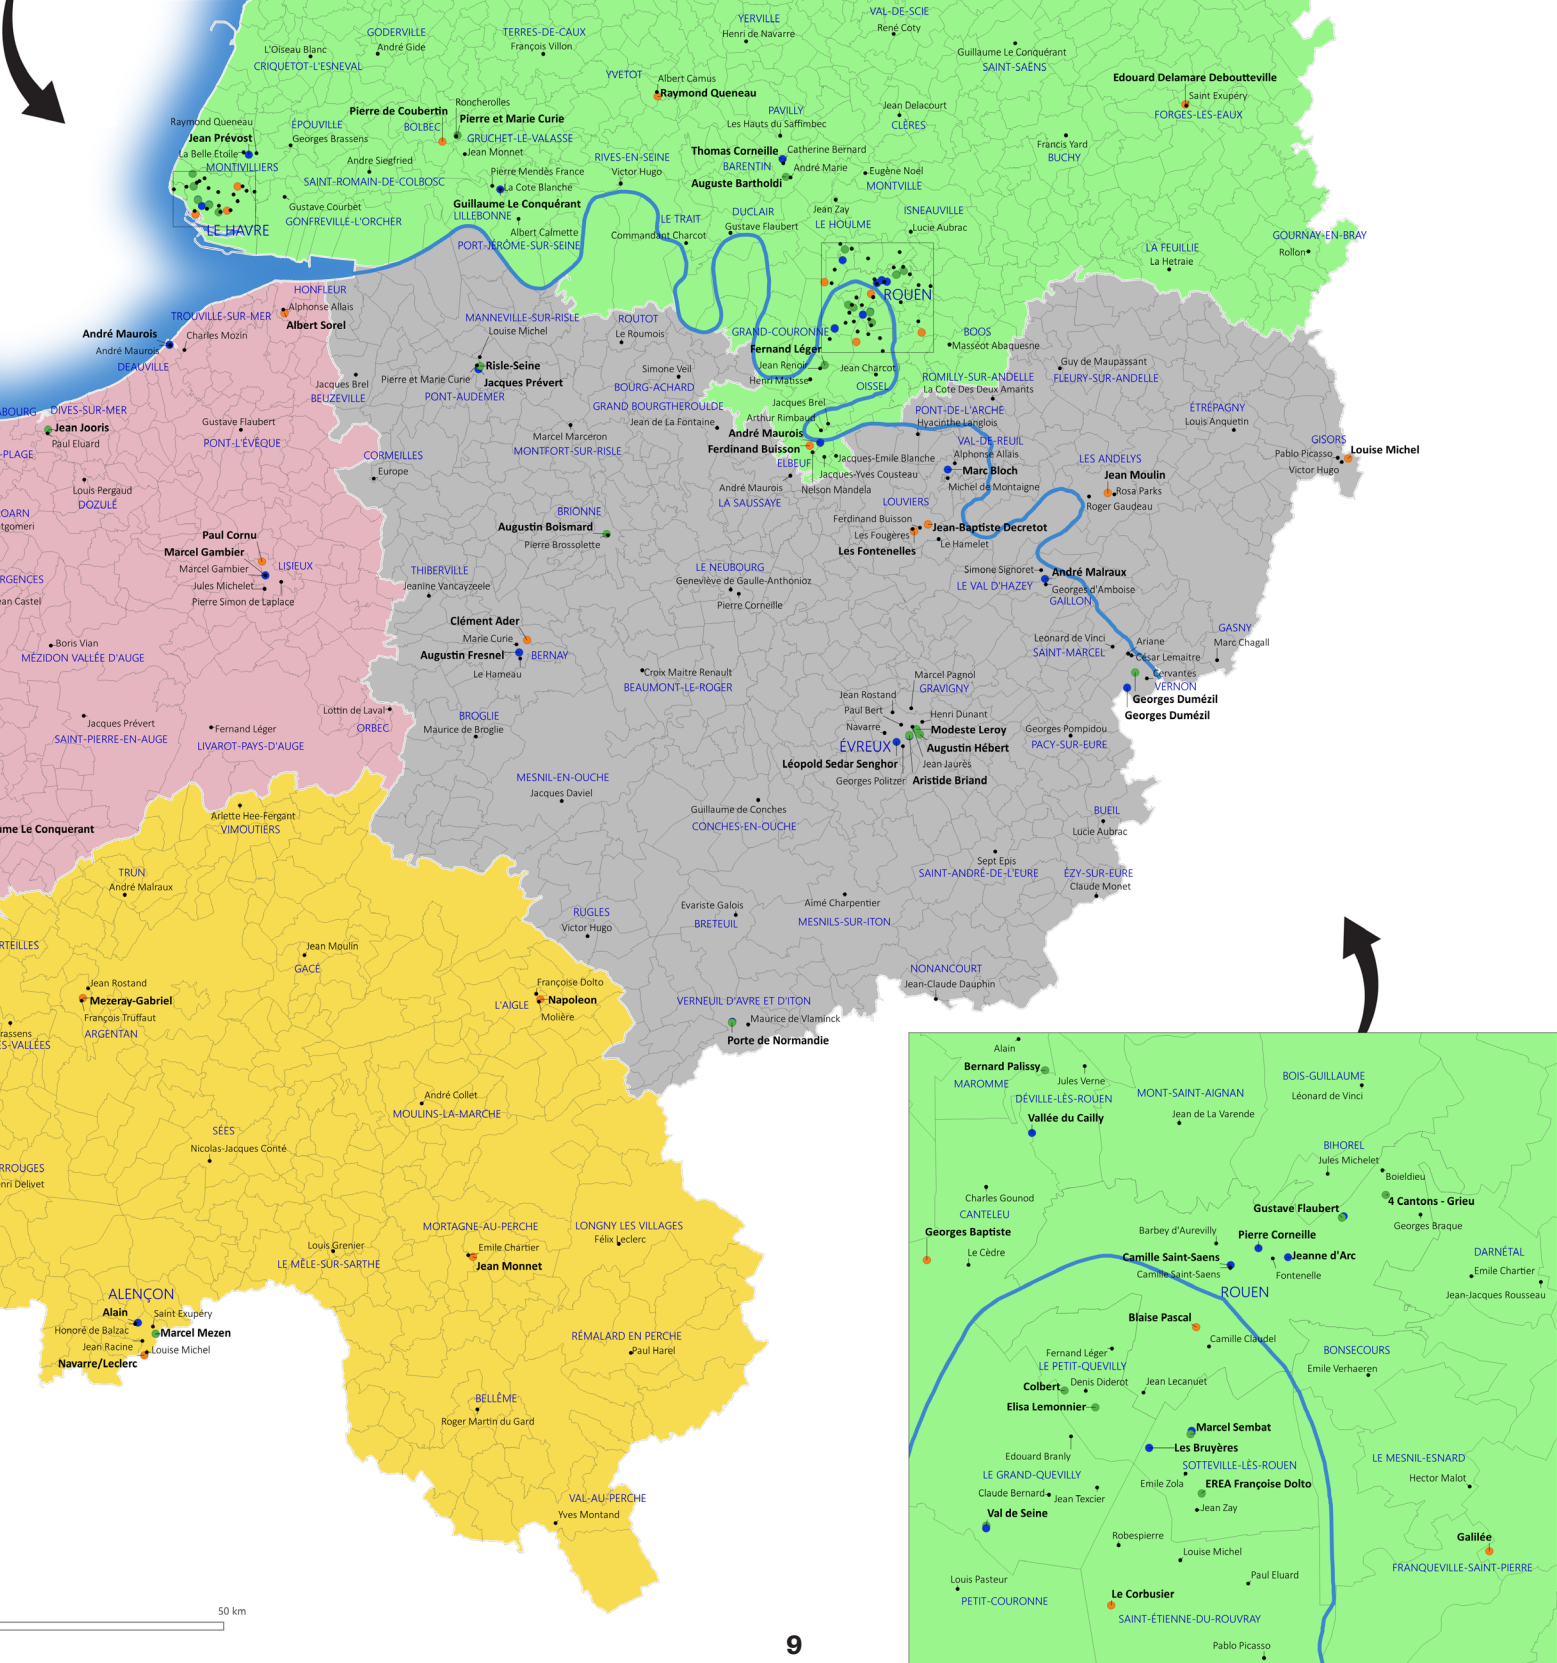 VAL-DE-SCIE
René Coty
YERVILLE
Henri de Navarre
GODERVILLE
André Gide
TERRES-DE-CAUX
François Villon
L'Oiseau Blanc
CRIQUETOT-L'ESNEVAL
Guillaume Le Conquérant
SAINT-SAËNS
YVETOT
Albert Camus
Raymond Queneau
Edouard Delamare Deboutteville
Saint Exupéry
FORGES-LES-EAUX
Pierre de Coubertin
BOLBEC
Roncherolles
Pierre et Marie Curie
GRUCHET-LE-VALASSE
Jean Monnet
PAVILLY
Les Hauts du Saffimbec
Jean Delacourt
CLÈRES
Raymond Queneau
Jean Prévost
La Belle Etoile
MONTIVILLIERS
ÉPOUVILLE
Georges Brassens
Andre Siegfried
SAINT-ROMAIN-DE-COLBOSC
Thomas Corneille
Catherine Bernard
BARENTIN
André Marie
Auguste Bartholdi
Francis Yard
BUCHY
RIVES-EN-SEINE
Victor Hugo
Pierre Mendès France
La Cote Blanche
Guillaume Le Conquérant
LILLEBONNE
Albert Calmette
PORT-JÉRÔME-SUR-SEINE
Eugène Noël
MONTVILLE
Gustave Courbet
GONFREVILLE-L'ORCHER
LE HAVRE
LE TRAIT
Commandant Charcot
DUCLAIR
Gustave Flaubert
Jean Zay
LE HOULME
ISNEAUVILLE
Lucie Aubrac
LA FEUILLIE
La Hetraie
GOURNAY-EN-BRAY
Rollon
HONFLEUR
Alphonse Allais
Albert Sorel
TROUVILLE-SUR-MER
Charles Mozin
André Maurois
André Maurois
DEAUVILLE
MANNEVILLE-SUR-RISLE
Louise Michel
ROUTOT
Le Roumois
ROUEN
GRAND-COURONNE
Fernand Léger
Jean Renoir
Henri Matisse
Jean Charcot
OISSEL
BOOS
Masséot Abaquesne
Risle-Seine
Pierre et Marie Curie
Jacques Prévert
PONT-AUDEMER
Jacques Brel
BEUZEVILLE
Simone Veil
BOURG-ACHARD
Guy de Maupassant
FLEURY-SUR-ANDELLE
ROMILLY-SUR-ANDELLE
La Cote Des Deux Amants
GRAND BOURGTHEROULDE
Jean de La Fontaine
Jacques Brel
Arthur Rimbaud
André Maurois
Ferdinand Buisson
ELBEUF
Jacques-Emile Blanche
Jacques-Yves Cousteau
Nelson Mandela
André Maurois
LA SAUSSAYE
PONT-DE-L'ARCHE
Hyacinthe Langlois
VAL-DE-REUIL
Alphonse Allais
Marc Bloch
Michel de Montaigne
ÉTRÉPAGNY
Louis Anquetin
GISORS
Pablo Picasso
Louise Michel
Victor Hugo
LES ANDELYS
Jean Moulin
Rosa Parks
Roger Gaudeau
ABOURG
DIVES-SUR-MER
Jean Jooris
Paul Eluard
-PLAGE
Gustave Flaubert
PONT-L'ÉVÊQUE
Marcel Marceron
MONTFORT-SUR-RISLE
CORMEILLES
Europe
Louis Pergaud
DOZULÉ
OARN
tgomeri
BRIONNE
Augustin Boismard
Pierre Brossolette
LOUVIERS
Ferdinand Buisson
Jean-Baptiste Decretot
Les Fougères
Les Fontenelles
Le Hamelet
Paul Cornu
Marcel Gambier
Marcel Gambier
LISIEUX
Jules Michelet
Pierre Simon de Laplace
RGENCES
ean Castel
THIBERVILLE
Jeanine Vancayzeele
LE NEUBOURG
Geneviève de Gaulle-Anthonioz
Pierre Corneille
Simone Signoret
André Malraux
LE VAL D'HAZEY
Georges d'Amboise
GAILLON
Clément Ader
Marie Curie
Augustin Fresnel
BERNAY
Le Hameau
Boris Vian
MÉZIDON VALLÉE D'AUGE
Leonard de Vinci
SAINT-MARCEL
Ariane
César Lemaitre
Cervantes
VERNON
Georges Dumézil
Georges Dumézil
GASNY
Marc Chagall
Croix Maitre Renault
BEAUMONT-LE-ROGER
Marcel Pagnol
GRAVIGNY
Jean Rostand
Paul Bert
Henri Dunant
Navarre
Modeste Leroy
ÉVREUX
Augustin Hébert
Léopold Sedar Senghor
Jean Jaurès
Georges Politzer
Aristide Briand
Georges Pompidou
PACY-SUR-EURE
Jacques Prévert
SAINT-PIERRE-EN-AUGE
Fernand Léger
LIVAROT-PAYS-D'AUGE
Lottin de Laval
ORBEC
BROGLIE
Maurice de Broglie
MESNIL-EN-OUCHE
Jacques Daviel
Guillaume de Conches
CONCHES-EN-OUCHE
BUEIL
Lucie Aubrac
Arlette Hee-Fergant
VIMOUTIERS
ume Le Conquerant
Sept Epis
SAINT-ANDRÉ-DE-L'EURE
ÉZY-SUR-EURE
Claude Monet
TRUN
André Malraux
RUGLES
Victor Hugo
Evariste Galois
BRETEUIL
Aimé Charpentier
MESNILS-SUR-ITON
RTEILLES
Jean Moulin
GACÉ
NONANCOURT
Jean-Claude Dauphin
Jean Rostand
Mezeray-Gabriel
François Truffaut
ARGENTAN
rassens
ES-VALLÉES
Françoise Dolto
L'AIGLE
Napoleon
Molière
VERNEUIL D'AVRE ET D'ITON
Maurice de Vlaminck
Porte de Normandie
André Collet
MOULINS-LA-MARCHE
SÉES
Nicolas-Jacques Conté
RROUGES
nri Delivet
MORTAGNE-AU-PERCHE
Emile Chartier
Jean Monnet
LONGNY LES VILLAGES
Félix Leclerc
Louis Grenier
LE MÊLE-SUR-SARTHE
ALENÇON
Alain
Saint Exupéry
Honoré de Balzac
Marcel Mezen
Jean Racine
Louise Michel
Navarre/Leclerc
RÉMALARD EN PERCHE
Paul Harel
BELLÊME
Roger Martin du Gard
VAL-AU-PERCHE
Yves Montand
50 km
9
Alain
Bernard Palissy
MAROMME
Jules Verne
DÉVILLE-LÈS-ROUEN
Vallée du Cailly
MONT-SAINT-AIGNAN
Jean de La Varende
BOIS-GUILLAUME
Léonard de Vinci
BIHOREL
Jules Michelet
Boieldieu
4 Cantons - Grieu
Georges Braque
Gustave Flaubert
Charles Gounod
CANTELEU
Georges Baptiste
Le Cèdre
Barbey d'Aurevilly
Pierre Corneille
Camille Saint-Saens
Camille Saint-Saens
Jeanne d'Arc
Fontenelle
ROUEN
DARNÉTAL
Emile Chartier
Jean-Jacques Rousseau
Blaise Pascal
Camille Claudel
Fernand Léger
LE PETIT-QUEVILLY
Colbert
Denis Diderot
Jean Lecanuet
Elisa Lemonnier
BONSECOURS
Emile Verhaeren
Marcel Sembat
Les Bruyères
SOTTEVILLE-LÈS-ROUEN
Edouard Branly
LE GRAND-QUEVILLY
Claude Bernard
Jean Texcier
Emile Zola
EREA Françoise Dolto
Jean Zay
Val de Seine
LE MESNIL-ESNARD
Hector Malot
Robespierre
Louise Michel
Galilée
FRANQUEVILLE-SAINT-PIERRE
Louis Pasteur
PETIT-COURONNE
Paul Eluard
Le Corbusier
SAINT-ÉTIENNE-DU-ROUVRAY
Pablo Picasso